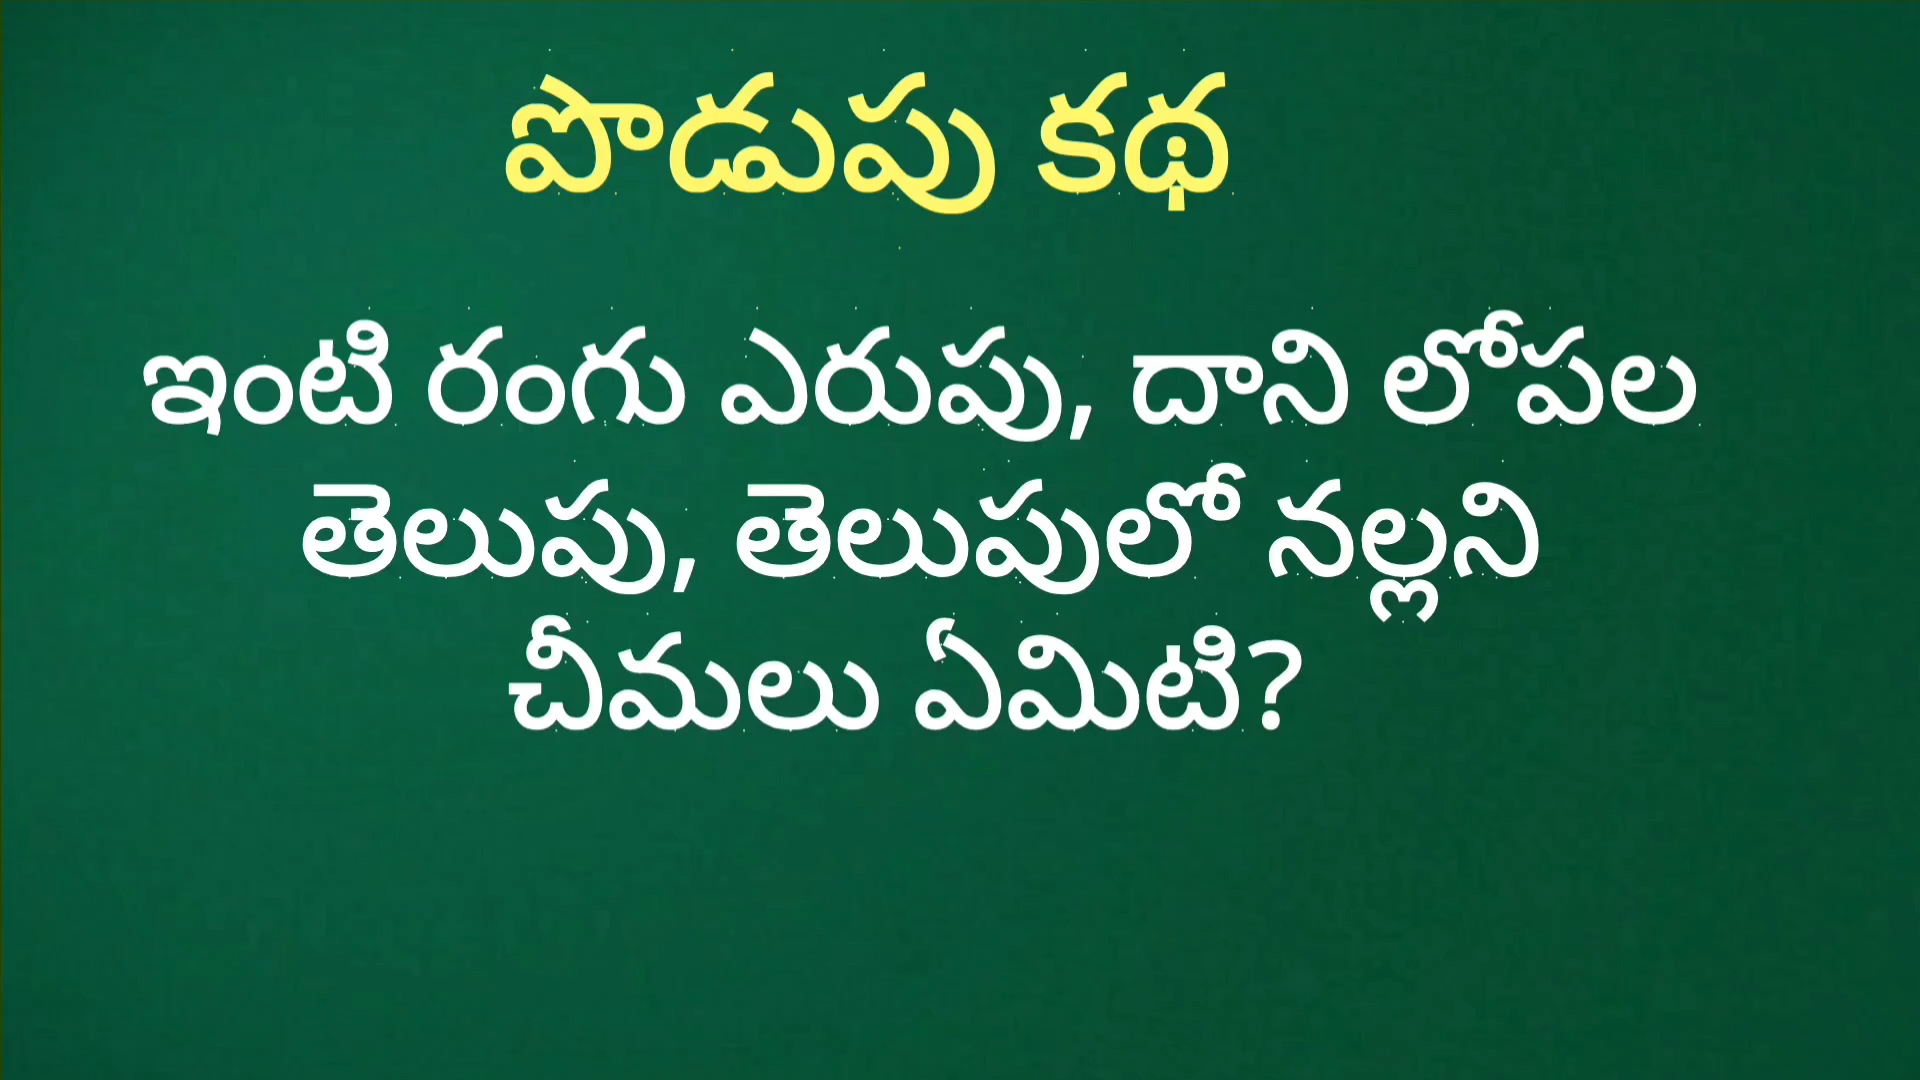 పొడుపు కథ
ఇంటి రంగు ఎరుపు, దాని లోపల
తెలుపు, తెలుపులో నల్లని
చీమలు ఏమిటి?